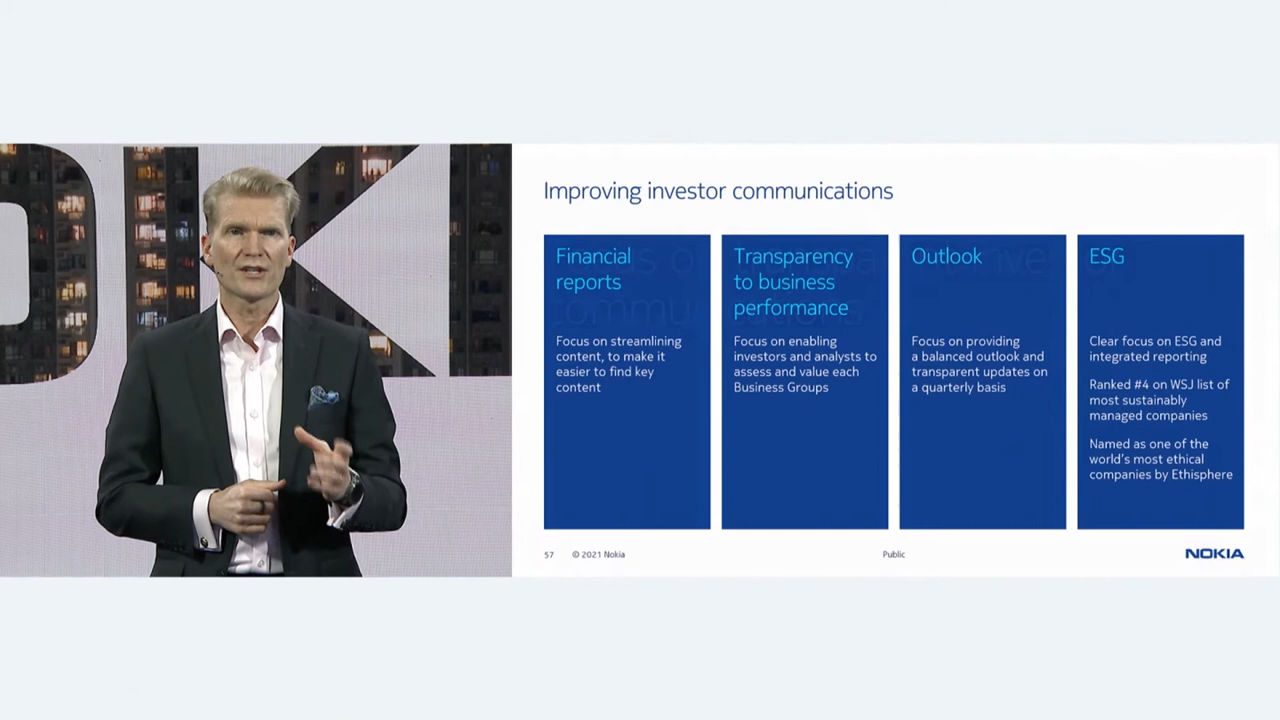 OKI
Improving investor communications
Financial
reports
Focus on streamlining
content, to make it
easier to find key
content
Transparency
to business
performance
Focus on enabling
investors and analysts to
assess and value each
Business Groups
Outlook
Focus on providing
a balanced outlook and
transparent updates on
a quarterly basis
ESG
Clear focus on ESG and
integrated reporting
Ranked #4 on WSJ list of
most sustainably
managed companies
Named as one of the
world's most ethical
companies by Ethisphere
57 © 2021 Nokia
Public
NOKIA